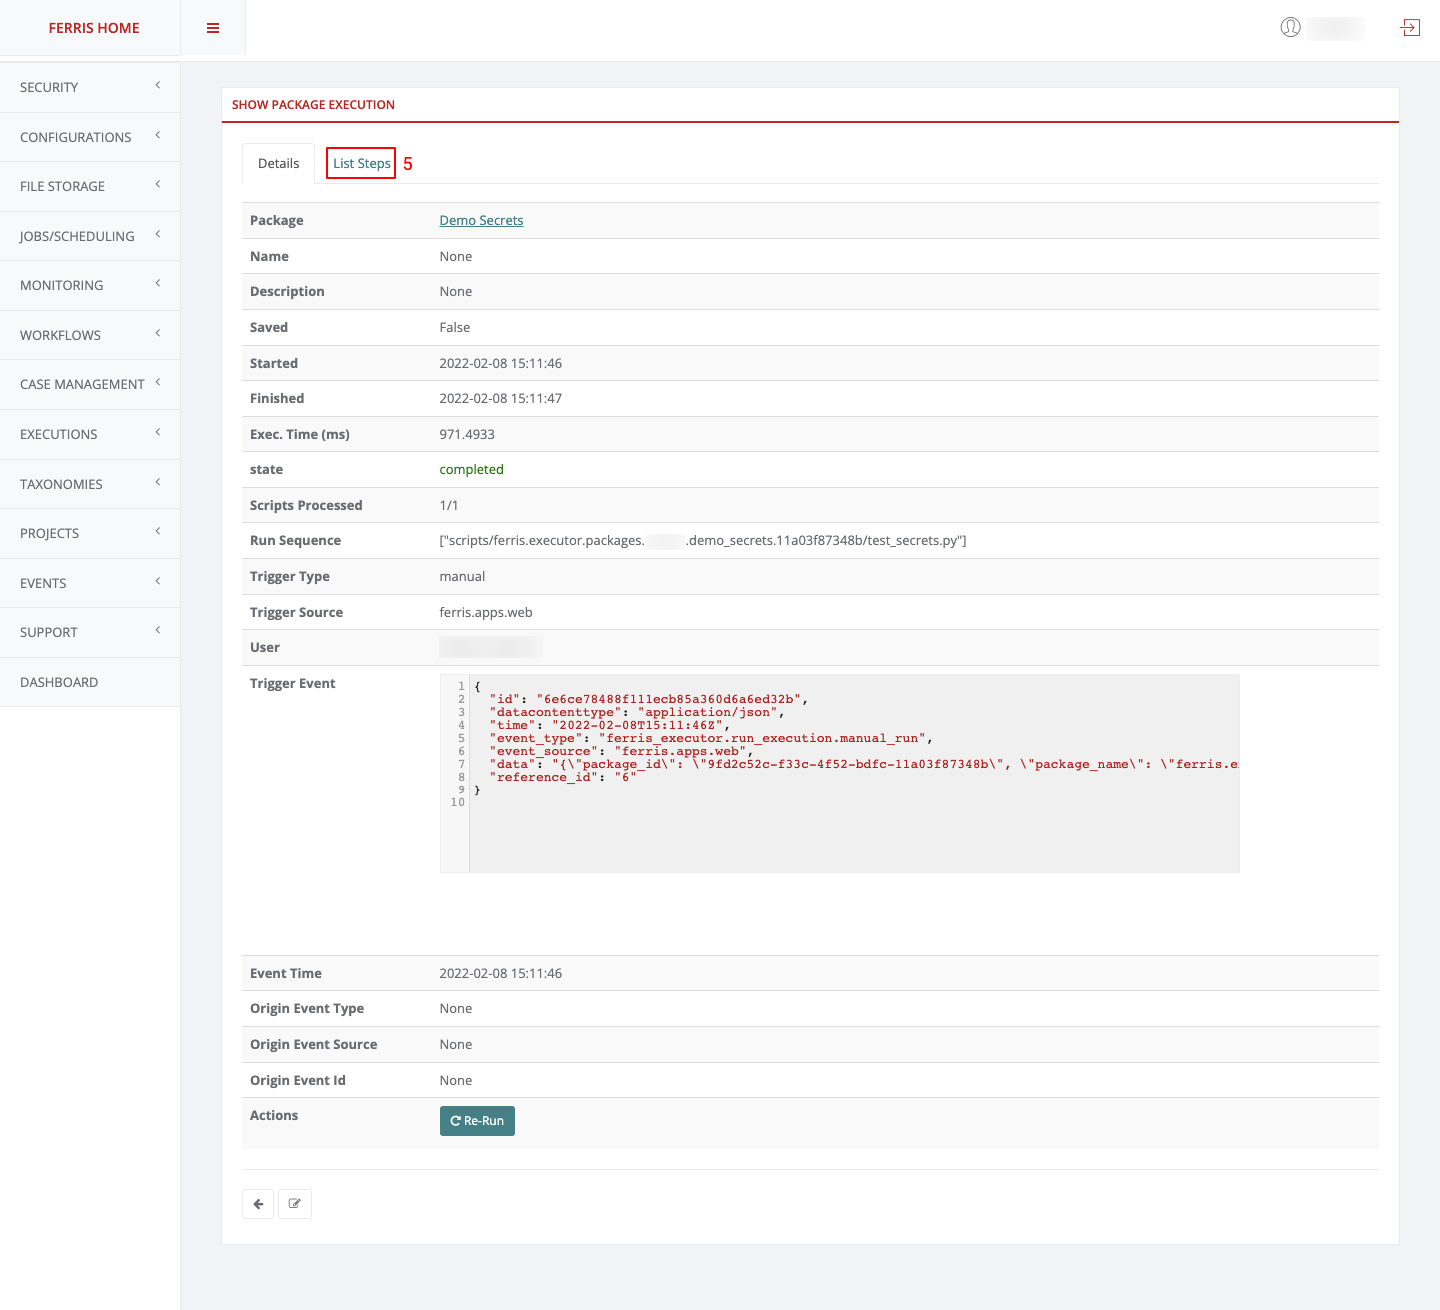 FERRIS HOME
SECURITY
CONFIGURATIONS
FILE STORAGE
JOBS/SCHEDULING
MONITORING
WORKFLOWS
CASE MANAGEMENT
EXECUTIONS
TAXONOMIES
PROJECTS
EVENTS
SUPPORT
DASHBOARD
SHOW PACKAGE EXECUTION
Details List Steps 5
Package Demo Secrets
Name None
Description None
Saved False
Started 2022-02-08 15:11:46
Finished 2022-02-08 15:11:47
Exec. Time (ms) 971.4933
state completed
Scripts Processed 1/1
Run Sequence ["scripts/ferris.executor.packages. .demo_secrets.11a03f87348b/test_secrets.py"]
Trigger Type manual
Trigger Source ferris.apps.web
User
Trigger Event
1 {
2 "id": "6e6ce78488f111ecb85a360d6a6ed32b",
3 "datacontenttype": "application/json",
4 "time": "2022-02-08T15:11:46Z",
5 "event_type": "ferris_executor.run_execution.manual_run",
6 "event_source": "ferris.apps.web",
7 "data": "{\"package_id\": \"9fd2c52c-f33c-4f52-bdfc-11a03f87348b\", \"package_name\": \"ferris.e
8 "reference_id": "6"
9 }
10
Event Time 2022-02-08 15:11:46
Origin Event Type None
Origin Event Source None
Origin Event Id None
Actions Re-Run